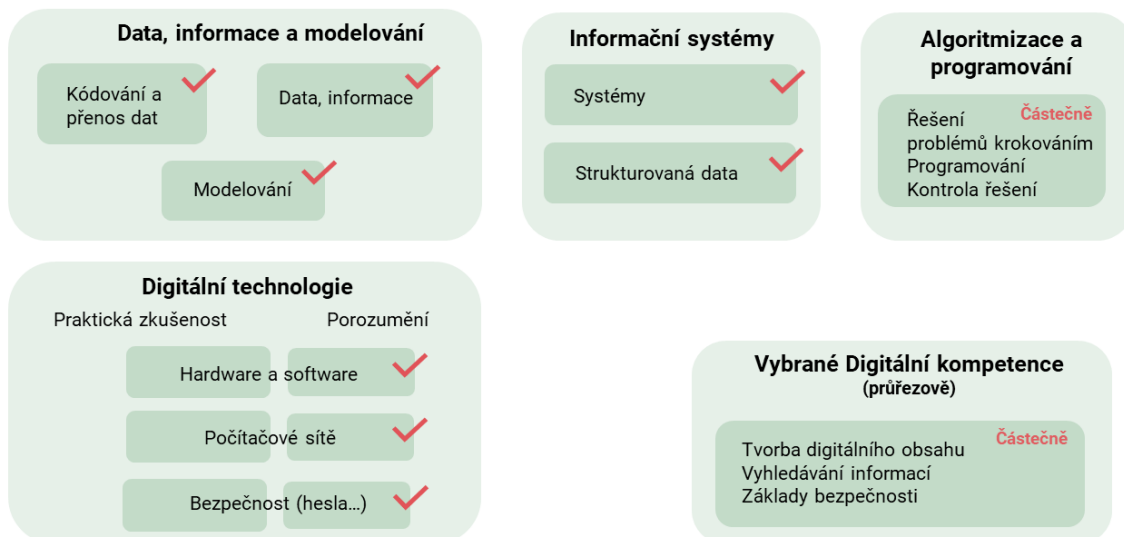 Data, informace a modelování
Kódování a
přenos dat
Data, informace
Modelování
Informační systémy
Systémy
Strukturovaná data
Algoritmizace a
programování
Částečně
Řešení
problémů krokováním
Programování
Kontrola řešení
Digitální technologie
Praktická zkušenost
Porozumění
Hardware a software
Počítačové sítě
Bezpečnost (hesla…)
Vybrané Digitální kompetence
(průřezově)
Částečně
Tvorba digitálního obsahu
Vyhledávání informací
Základy bezpečnosti